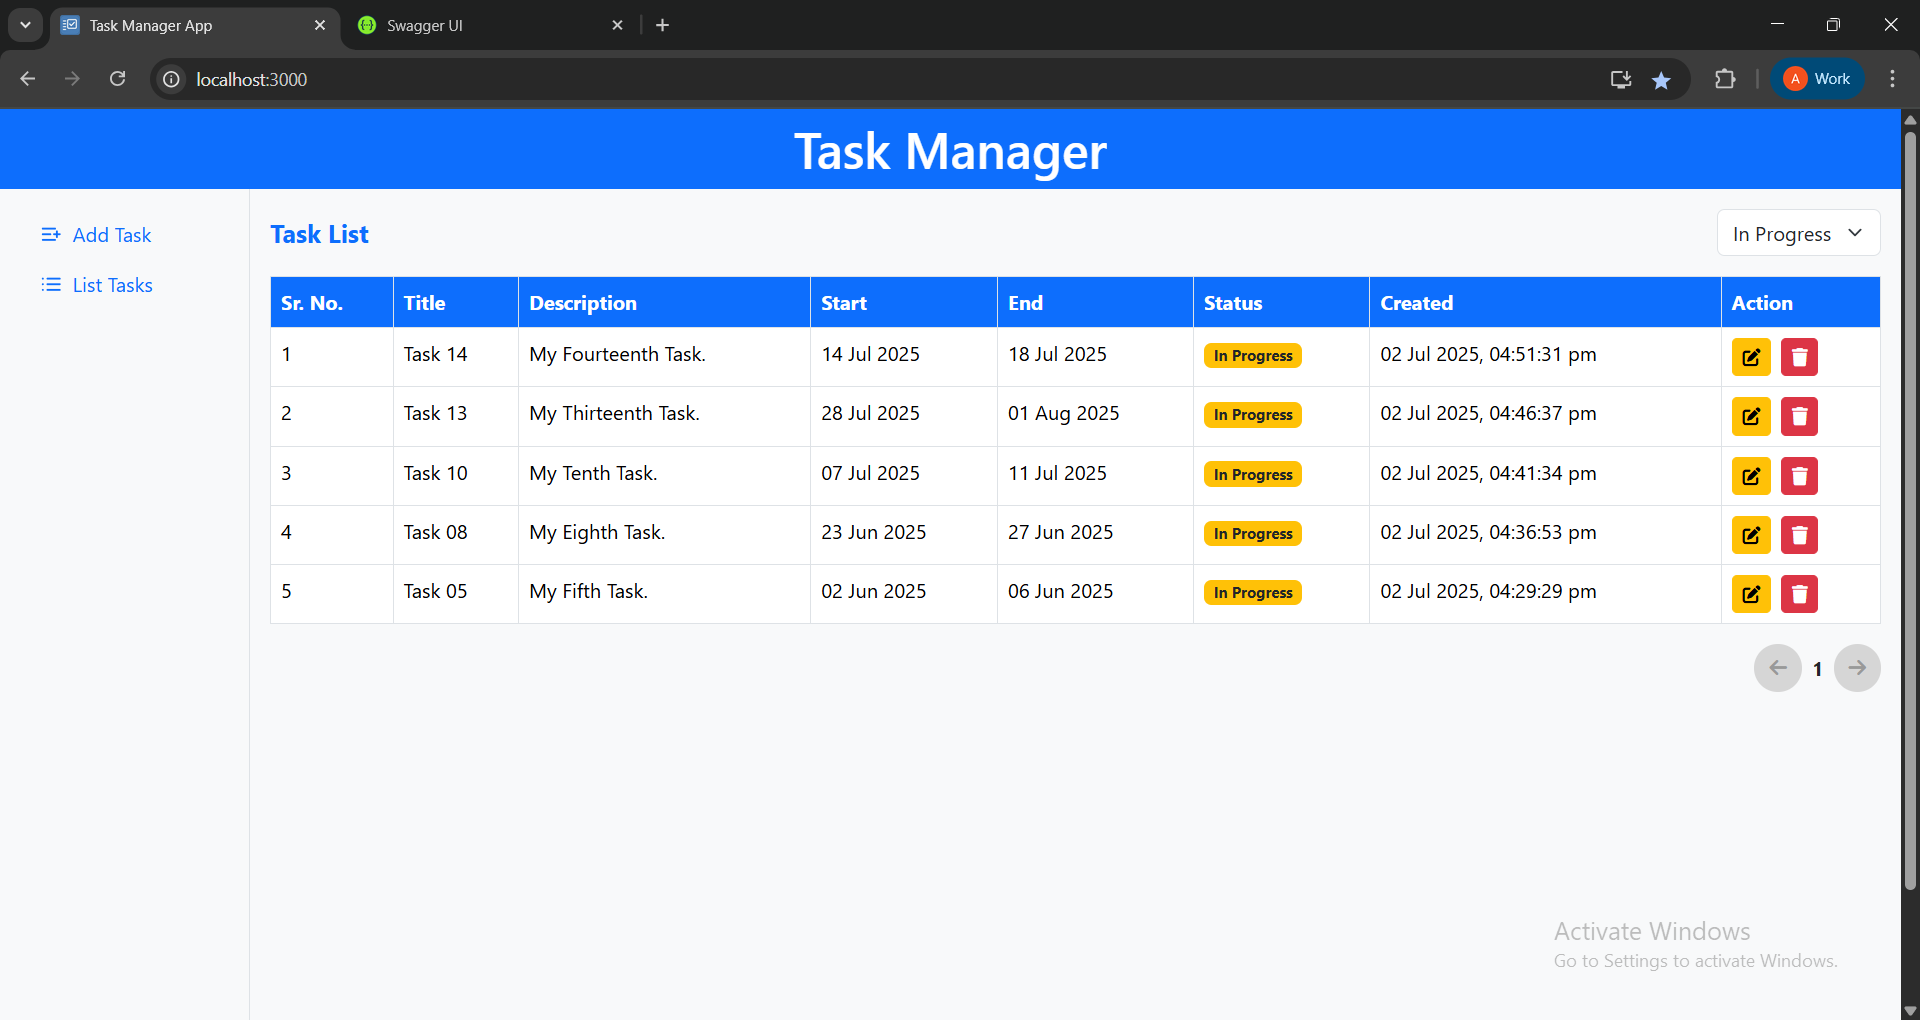 Task Manager App
Swagger UI
localhost:3000
A Work
Task Manager
Add Task
List Tasks
Task List
In Progress
Sr. No. Title Description Start End Status Created Action
1 Task 14 My Fourteenth Task. 14 Jul 2025 18 Jul 2025 In Progress 02 Jul 2025, 04:51:31 pm
2 Task 13 My Thirteenth Task. 28 Jul 2025 01 Aug 2025 In Progress 02 Jul 2025, 04:46:37 pm
3 Task 10 My Tenth Task. 07 Jul 2025 11 Jul 2025 In Progress 02 Jul 2025, 04:41:34 pm
4 Task 08 My Eighth Task. 23 Jun 2025 27 Jun 2025 In Progress 02 Jul 2025, 04:36:53 pm
5 Task 05 My Fifth Task. 02 Jun 2025 06 Jun 2025 In Progress 02 Jul 2025, 04:29:29 pm
1
Activate Windows
Go to Settings to activate Windows.